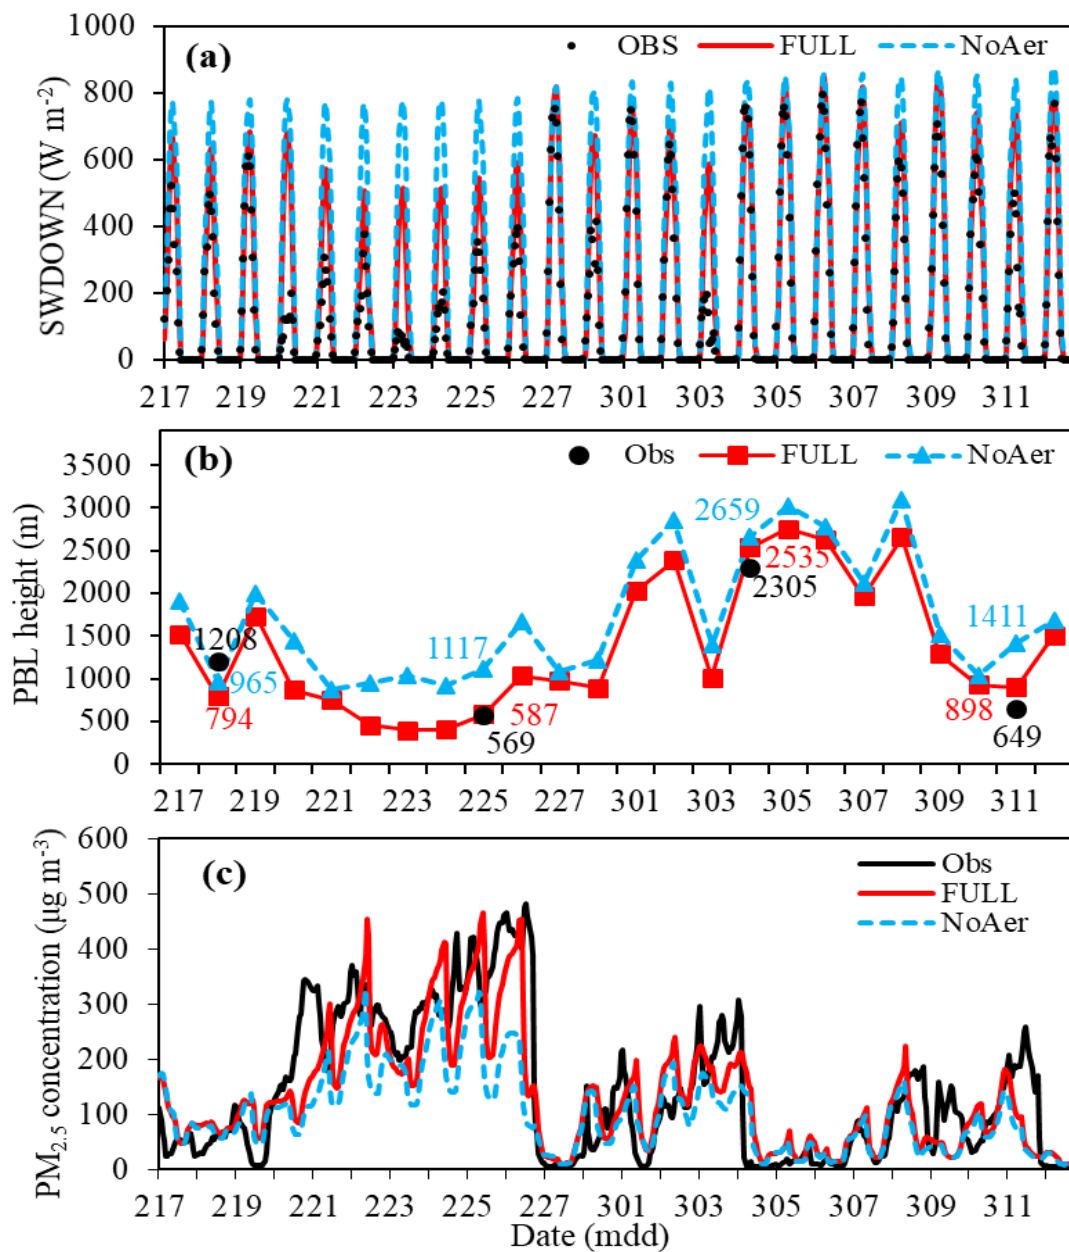 1000
(a)
OBS
FULL
NoAer
800
600
400
200
0
SWDOWN (W m-2)
217 219 221 223 225 227 301 303 305 307 309 311
(b)
Obs
FULL
NoAer
3500
3000
2500
2000
1500
1000
500
0
PBL height (m)
2659
2535
2305
1208
965
794
1117
587
569
1411
898
649
217 219 221 223 225 227 301 303 305 307 309 311
600
(c)
Obs
FULL
NoAer
500
400
300
200
100
0
PM2.5 concentration (μg m-3)
217 219 221 223 225 227 301 303 305 307 309 311
Date (mdd)